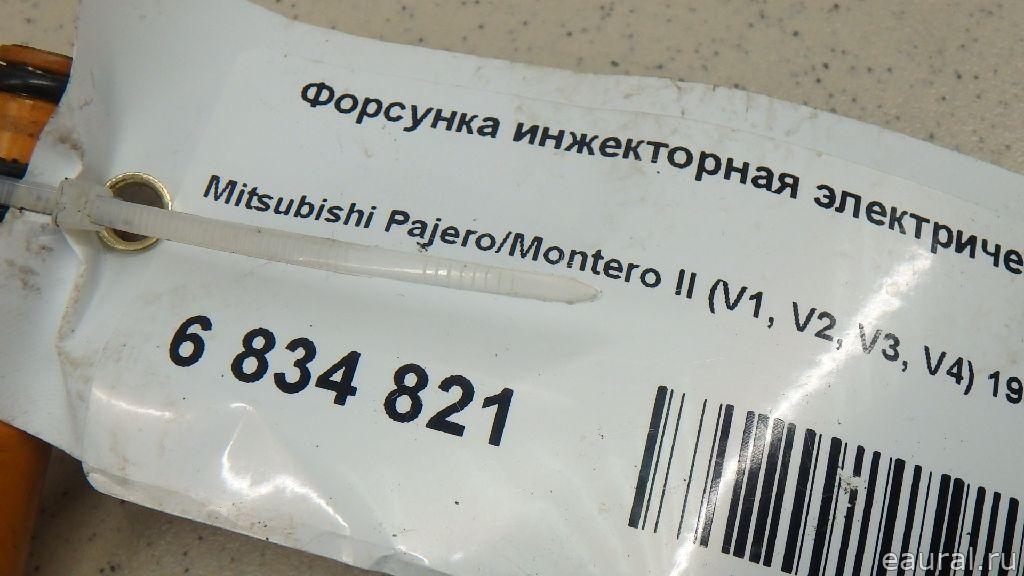 Форсунка инжекторная электриче
Mitsubishi Pajero/Montero II (V1, V2, V3, V4) 19
6 834 821
eaural.ru